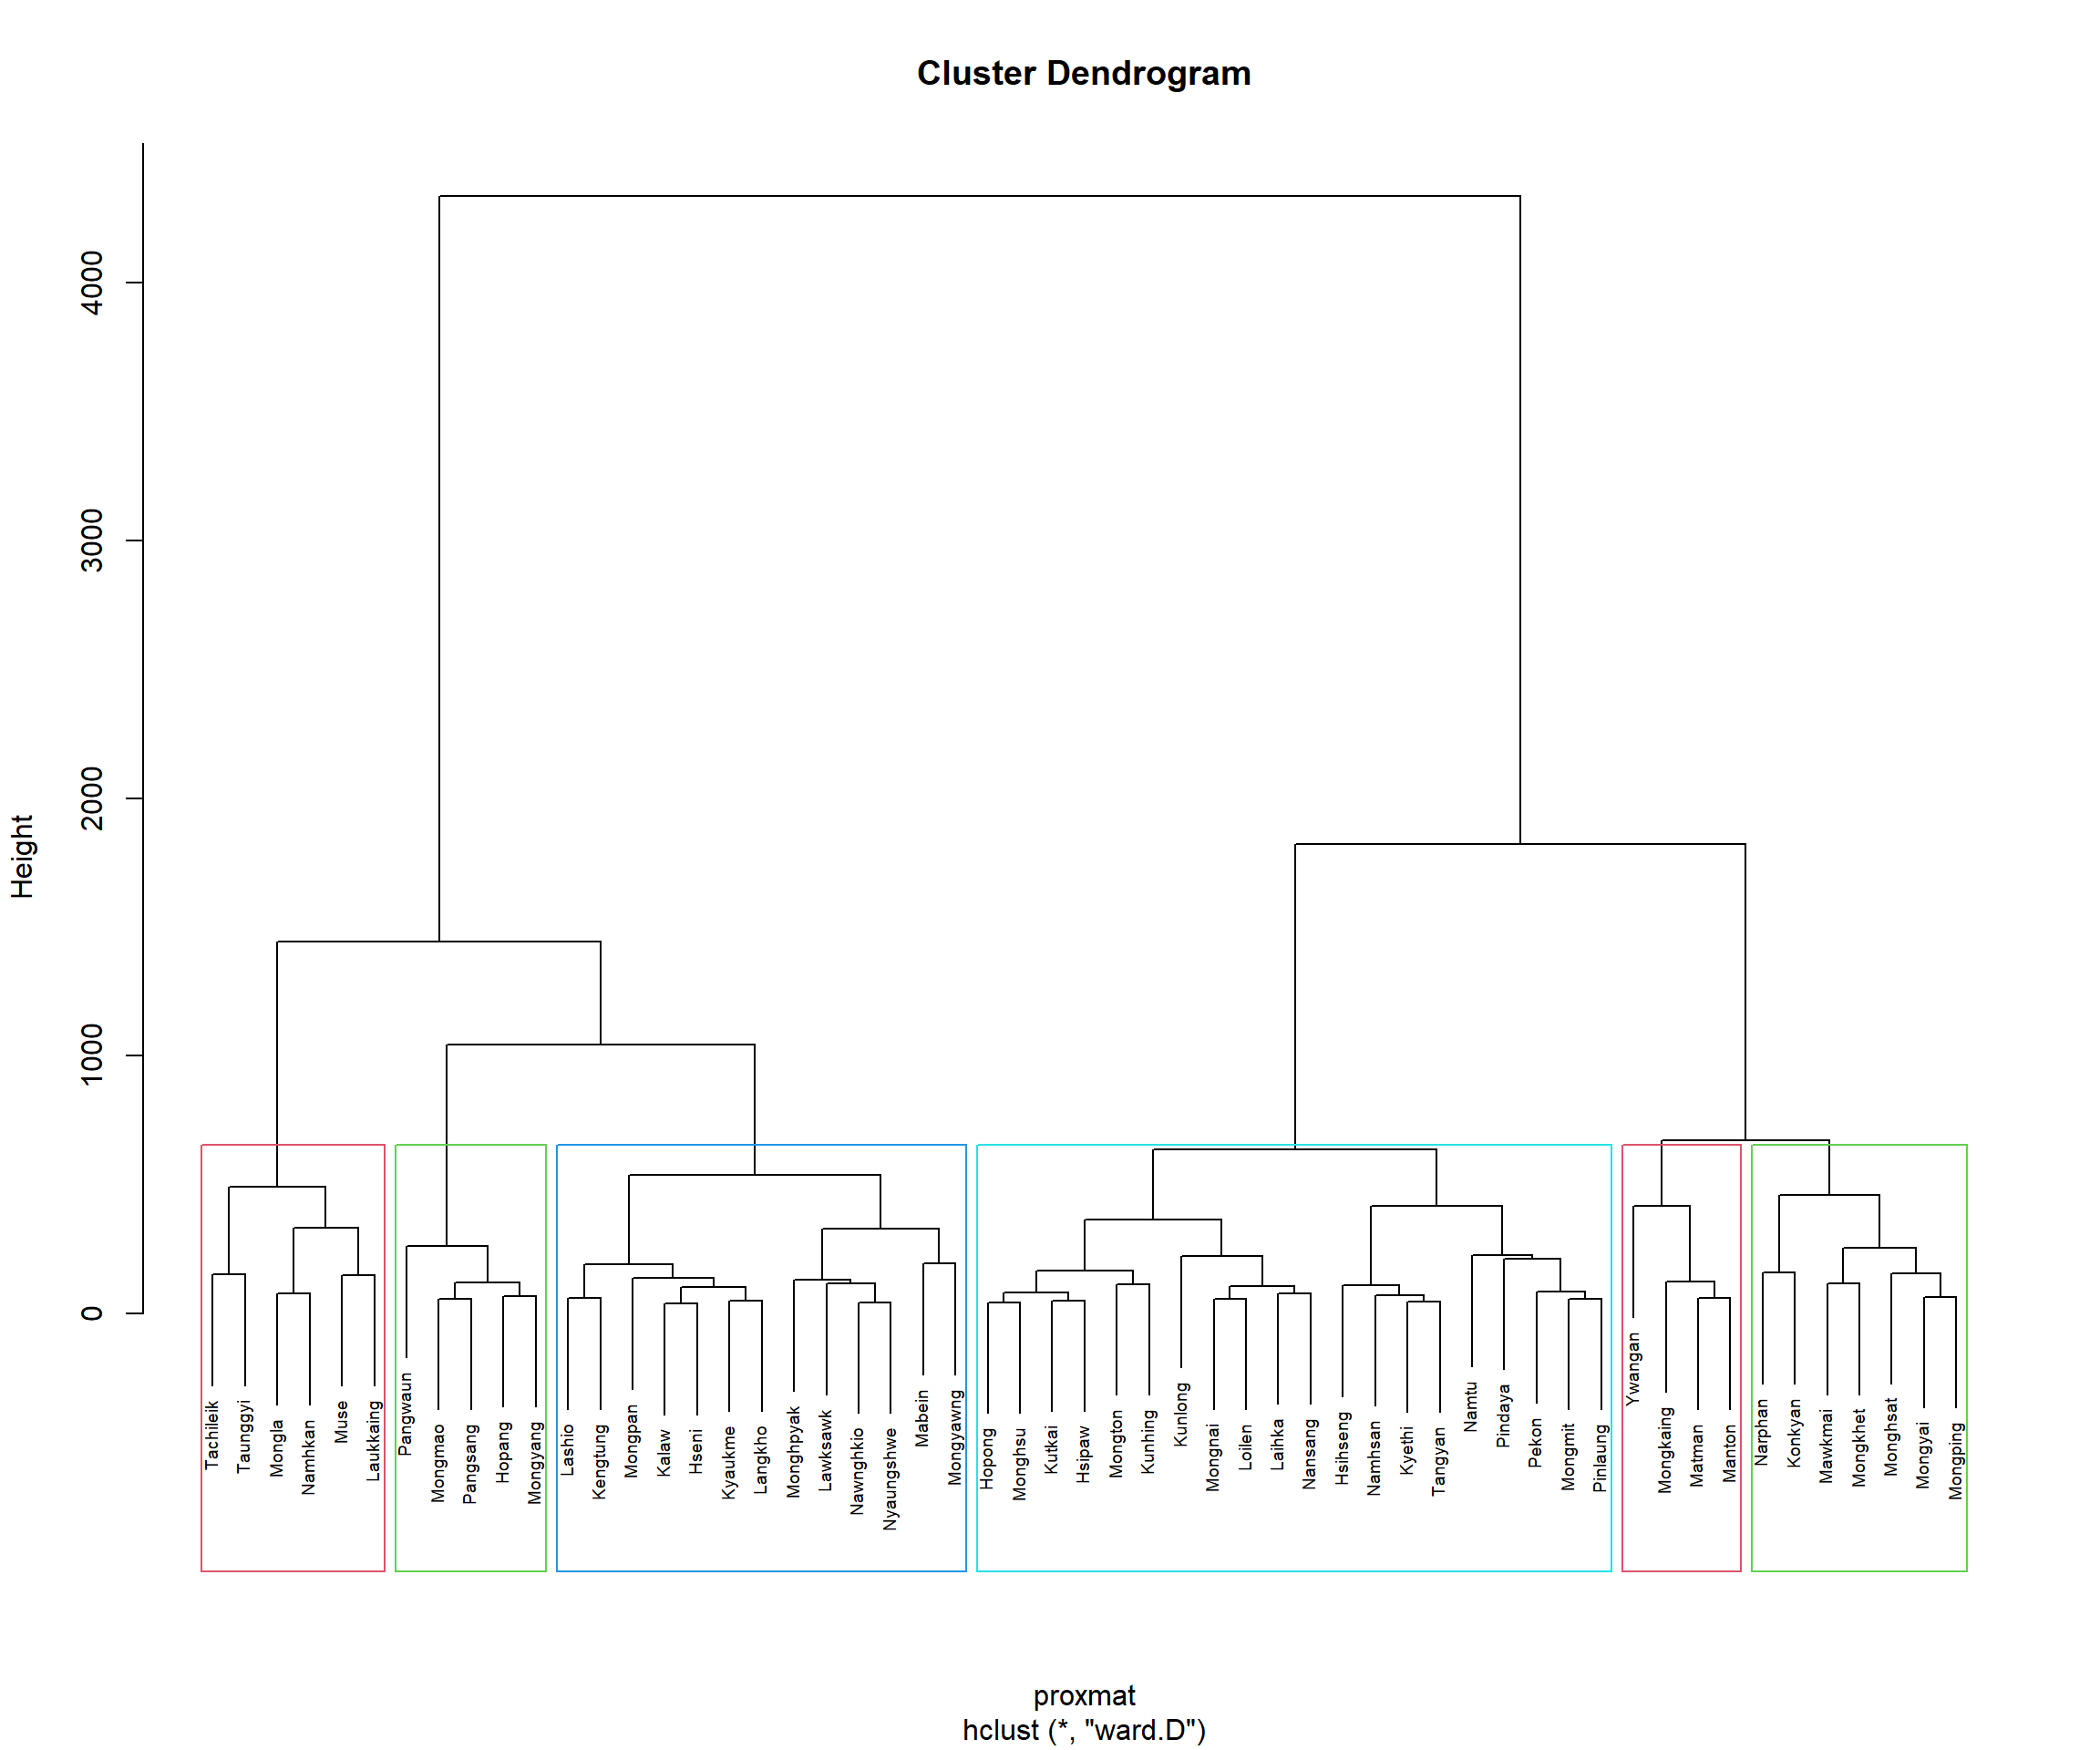 Cluster Dendrogram
Height
4000
3000
2000
1000
0
Tachileik
Taunggyi
Mongla
Namhkan
Muse
Laukkaing
Pangwaun
Mongmao
Pangsang
Hopang
Mongyang
Lashio
Kengtung
Mongpan
Kalaw
Hseni
Kyaukme
Langkho
Monghpyak
Lawksawk
Nawnghkio
Nyaungshwe
Mabein
Mongyawng
Hopong
Monghsu
Kutkai
Hsipaw
Mongton
Kunhing
Kunlong
Mongnai
Loilen
Laihka
Nansang
Hsihseng
Namhsan
Kyethi
Tangyan
Namtu
Pindaya
Pekon
Mongmit
Pinlaung
Ywangan
Mongkaing
Matman
Manton
Narphan
Konkyan
Mawkmai
Mongkhet
Monghsat
Mongyai
Mongping
proxmat
hclust (*, "ward.D")